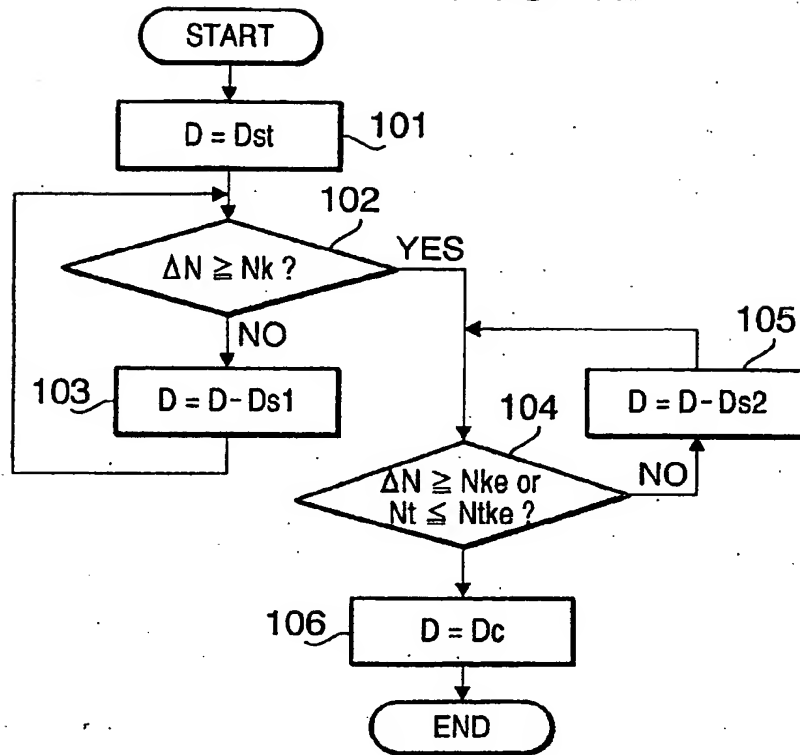 START
D = Dst
101
102
ΔN ≧ Nk ?
YES
NO
103
D = D - Ds1
105
D = D - Ds2
104
ΔN ≧ Nke or
Nt ≦ Ntke ?
NO
106
D = Dc
END